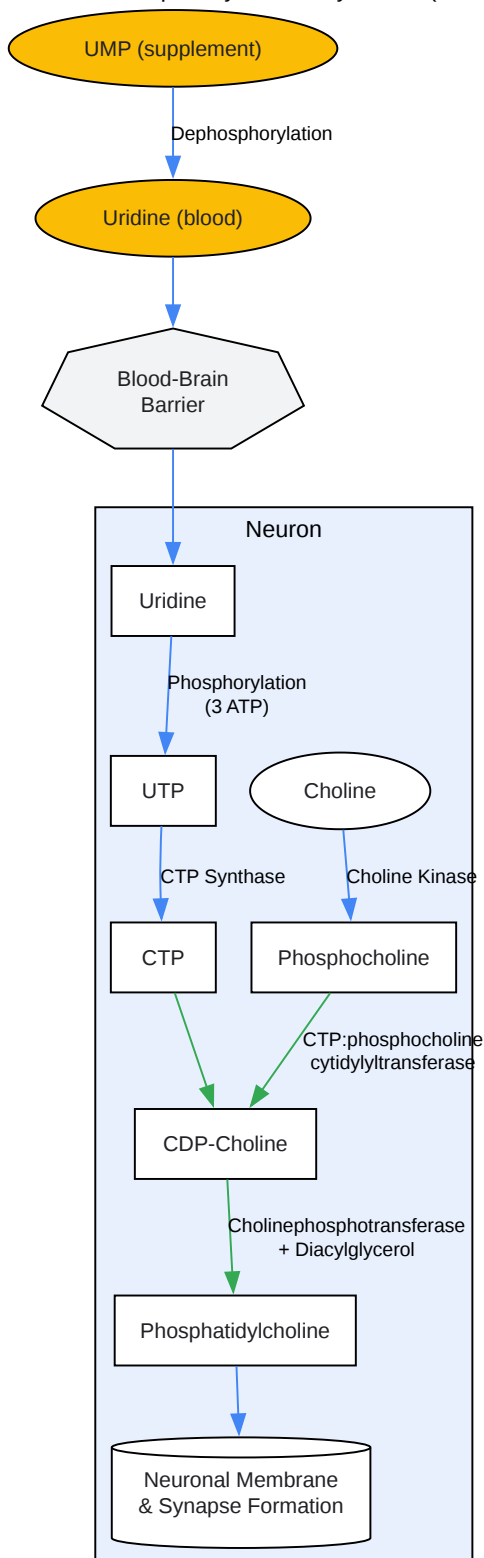 UMP (supplement)
Dephosphorylation
Uridine (blood)
Blood-Brain
Barrier
Neuron
Uridine
Phosphorylation
(3 ATP)
UTP
Choline
CTP Synthase
Choline Kinase
CTP
Phosphocholine
CTP:phosphocholine
cytidylyltransferase
CDP-Choline
Cholinephosphotransferase
+ Diacylglycerol
Phosphatidylcholine
Neuronal Membrane
& Synapse Formation